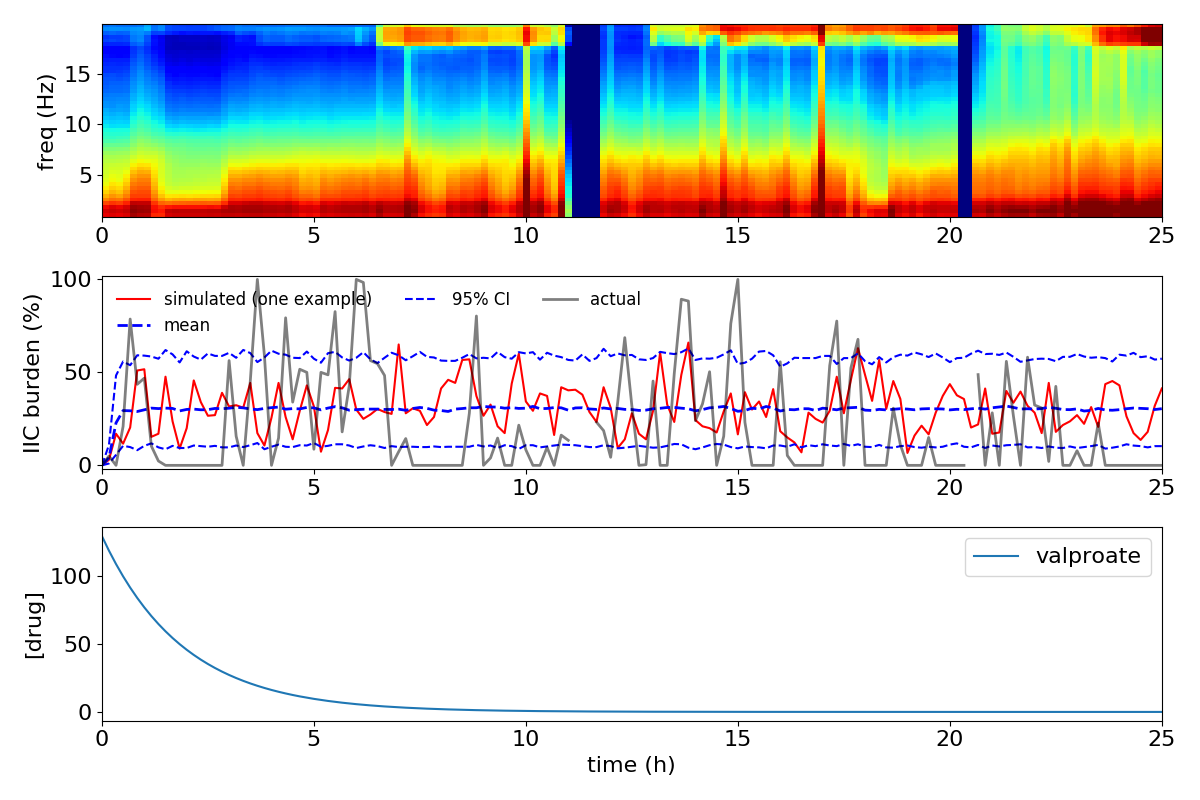 freq (Hz)
15
10
5
0 5 10 15 20 25
IIC burden (%)
100
50
0
simulated (one example) 95% CI actual
mean
0 5 10 15 20 25
[drug]
100
50
0
valproate
0 5 10 15 20 25
time (h)